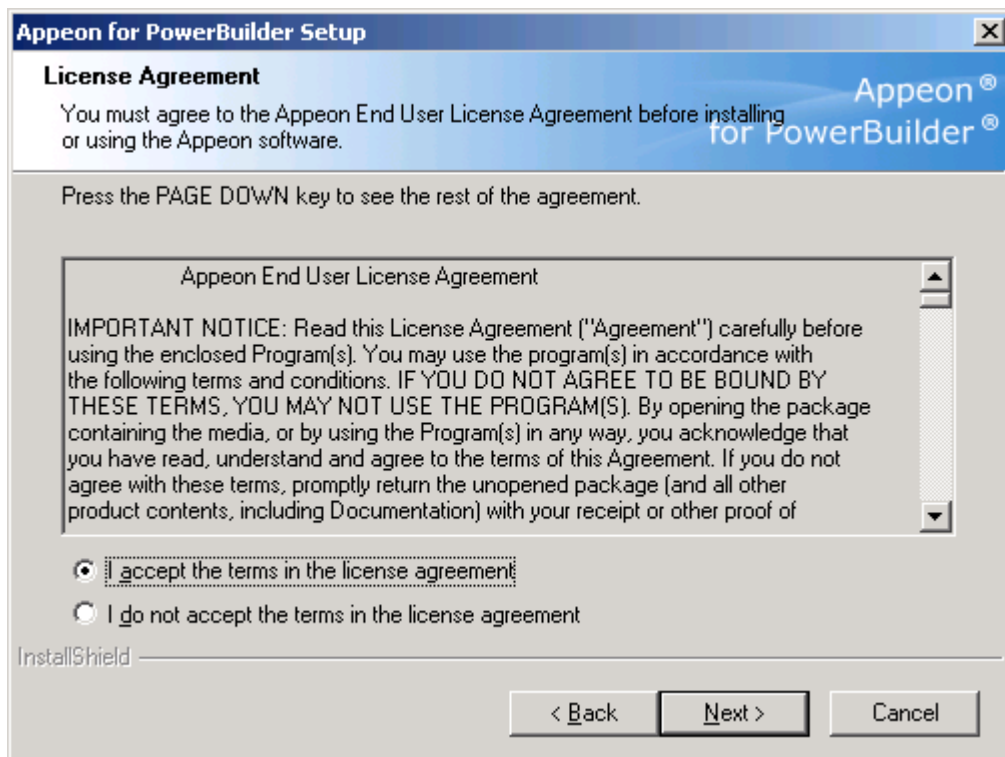 Appeon for PowerBuilder Setup
License Agreement
You must agree to the Appeon End User License Agreement before installing
or using the Appeon software.
Appeon®
for PowerBuilder®
Press the PAGE DOWN key to see the rest of the agreement.
Appeon End User License Agreement
IMPORTANT NOTICE: Read this License Agreement ("Agreement") carefully before
using the enclosed Program(s). You may use the program(s) in accordance with
the following terms and conditions. IF YOU DO NOT AGREE TO BE BOUND BY
THESE TERMS, YOU MAY NOT USE THE PROGRAM(S). By opening the package
containing the media, or by using the Program(s) in any way, you acknowledge that
you have read, understand and agree to the terms of this Agreement. If you do not
agree with these terms, promptly return the unopened package (and all other
product contents, including Documentation) with your receipt or other proof of
I accept the terms in the license agreement
I do not accept the terms in the license agreement
InstallShield
< Back
Next >
Cancel